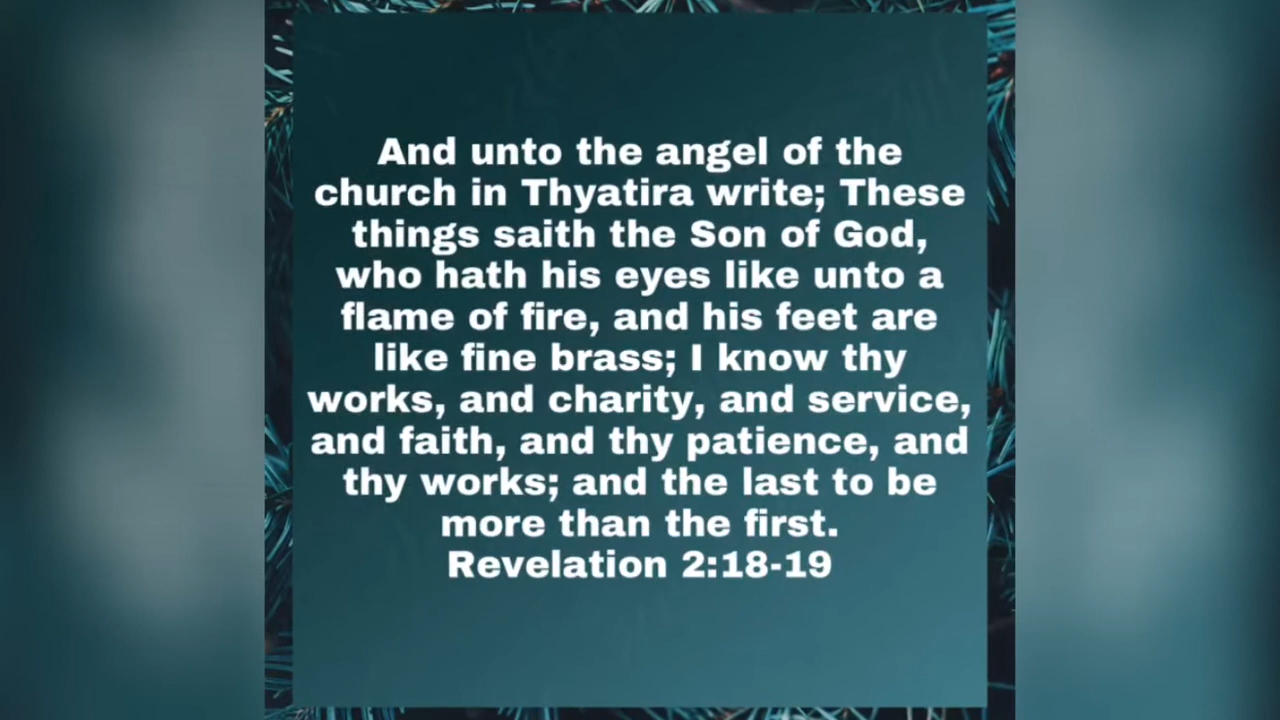 And unto the angel of the
church in Thyatira write; These
things saith the Son of God,
who hath his eyes like unto a
flame of fire, and his feet are
like fine brass; I know thy
works, and charity, and service,
and faith, and thy patience, and
thy works; and the last to be
more than the first.
Revelation 2:18-19